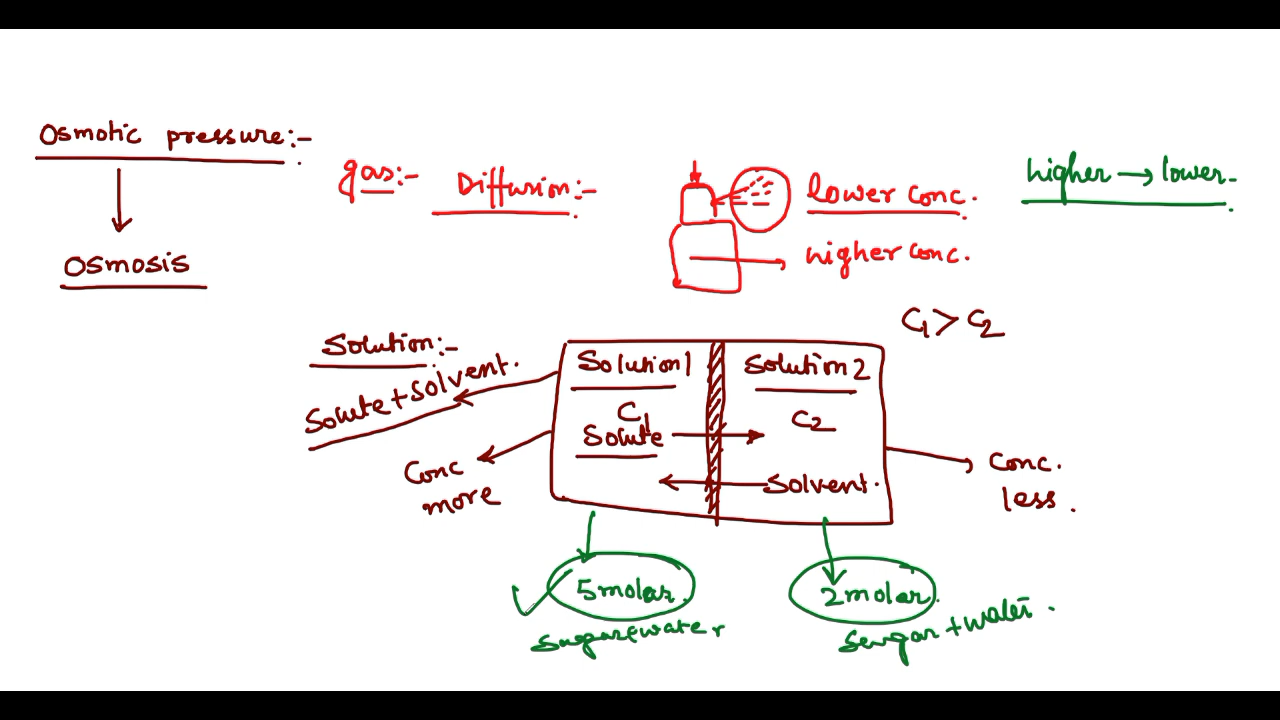 Osmotic pressure:-
gas:- Diffusion:-
lower conc.
higher → lower-
higher conc.
Osmosis
C1 > C2
Solution:-
Solute + Solvent.
Solution 1
Solution 2
C1
C2
Solute
Solvent.
Conc
more
Conc.
less.
5molar.
2molar.
Sugar+water
Sugar + water.